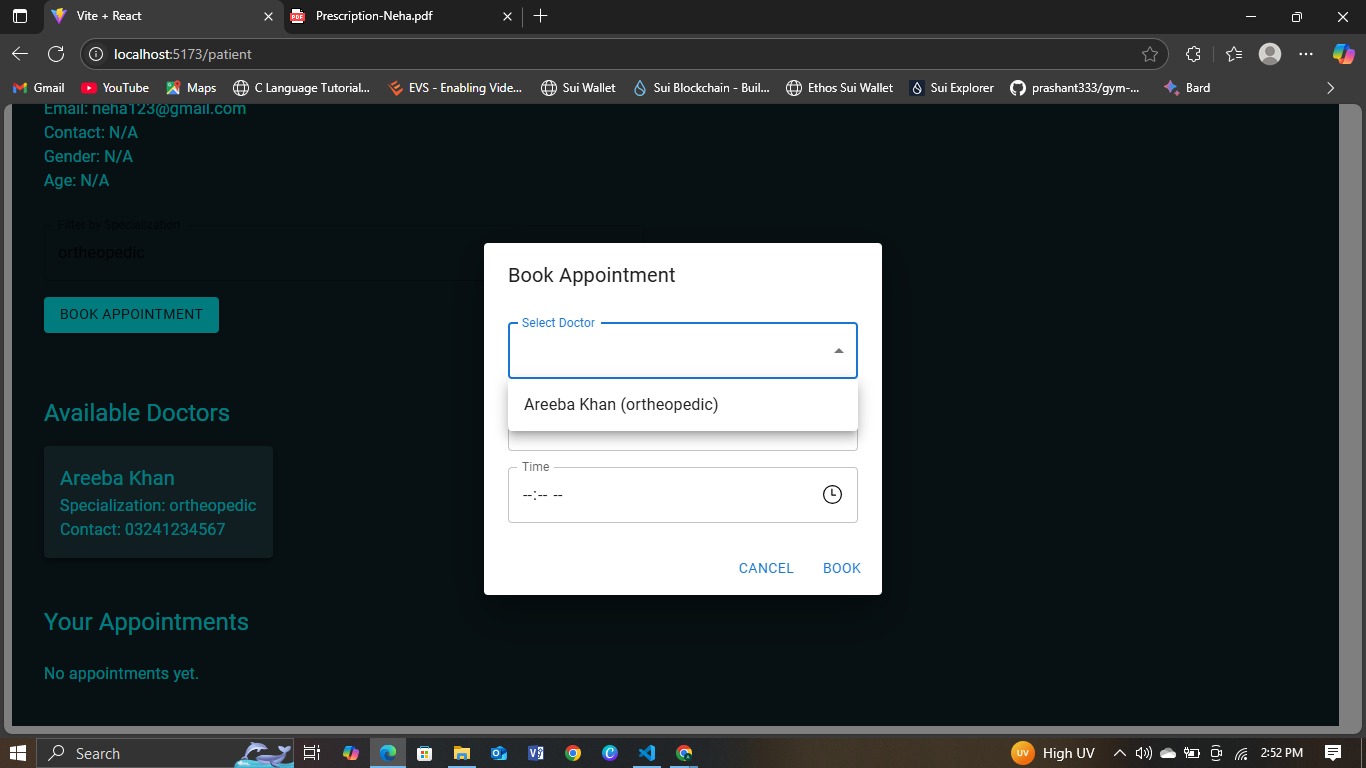 Vite + React
Prescription-Neha.pdf
localhost:5173/patient
Gmail
YouTube
Maps
C Language Tutorial...
EVS - Enabling Vide...
Sui Wallet
Sui Blockchain - Buil...
Ethos Sui Wallet
Sui Explorer
prashant333/gym-...
Bard
Email: neha123@gmail.com
Contact: N/A
Gender: N/A
Age: N/A
Filter by Specialization
ortheopedic
BOOK APPOINTMENT
Available Doctors
Areeba Khan
Specialization: ortheopedic
Contact: 03241234567
Your Appointments
No appointments yet.
Book Appointment
Select Doctor
Areeba Khan (ortheopedic)
Time
--:-- --
CANCEL
BOOK
Search
UV
High UV
2:52 PM